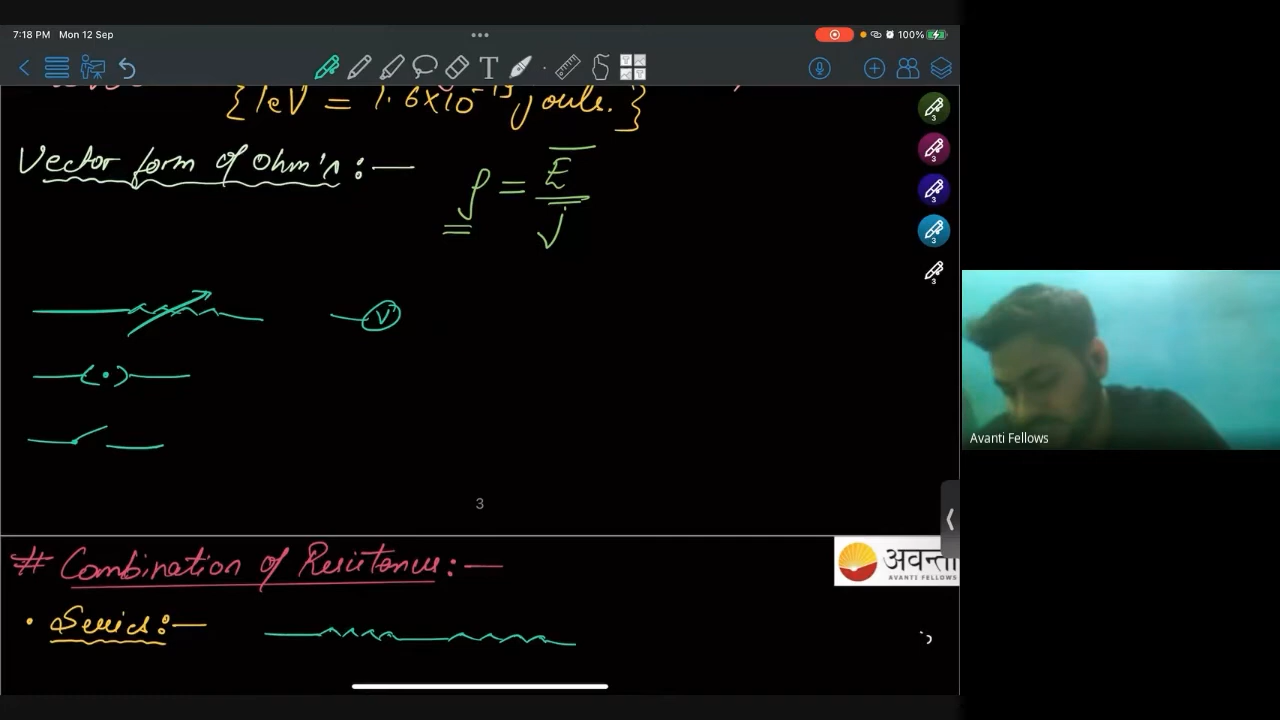 7:18 PM Mon 12 Sep
100%
{1eV = 1.6×10⁻¹⁹ joule.}
Vector form of Ohm's :—
ρ = E / j
V
3
# Combination of Resistance :—
अवन्ती
AVANTI FELLOWS
• Series :—
Avanti Fellows